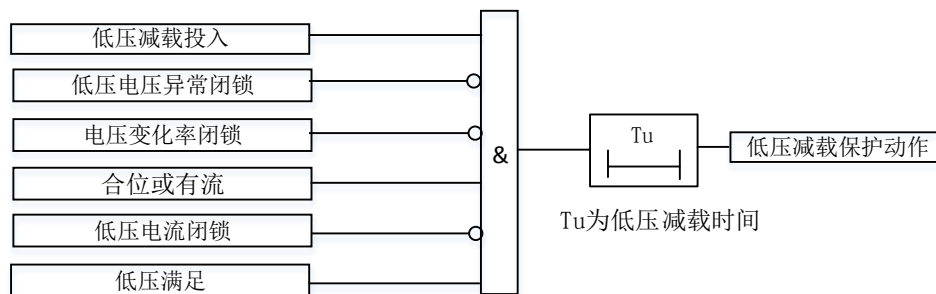 低压减载投入
低压电压异常闭锁
电压变化率闭锁
合位或有流
低压电流闭锁
低压满足
&
Tu
Tu为低压减载时间
低压减载保护动作